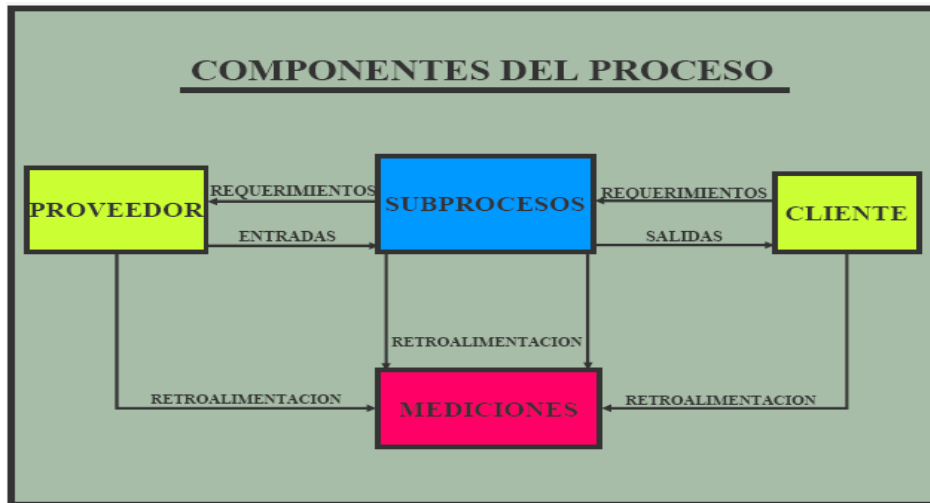 COMPONENTES DEL PROCESO
REQUERIMIENTOS
REQUERIMIENTOS
PROVEEDOR
SUBPROCESOS
CLIENTE
ENTRADAS
SALIDAS
RETROALIMENTACION
RETROALIMENTACION
MEDICIONES
RETROALIMENTACION